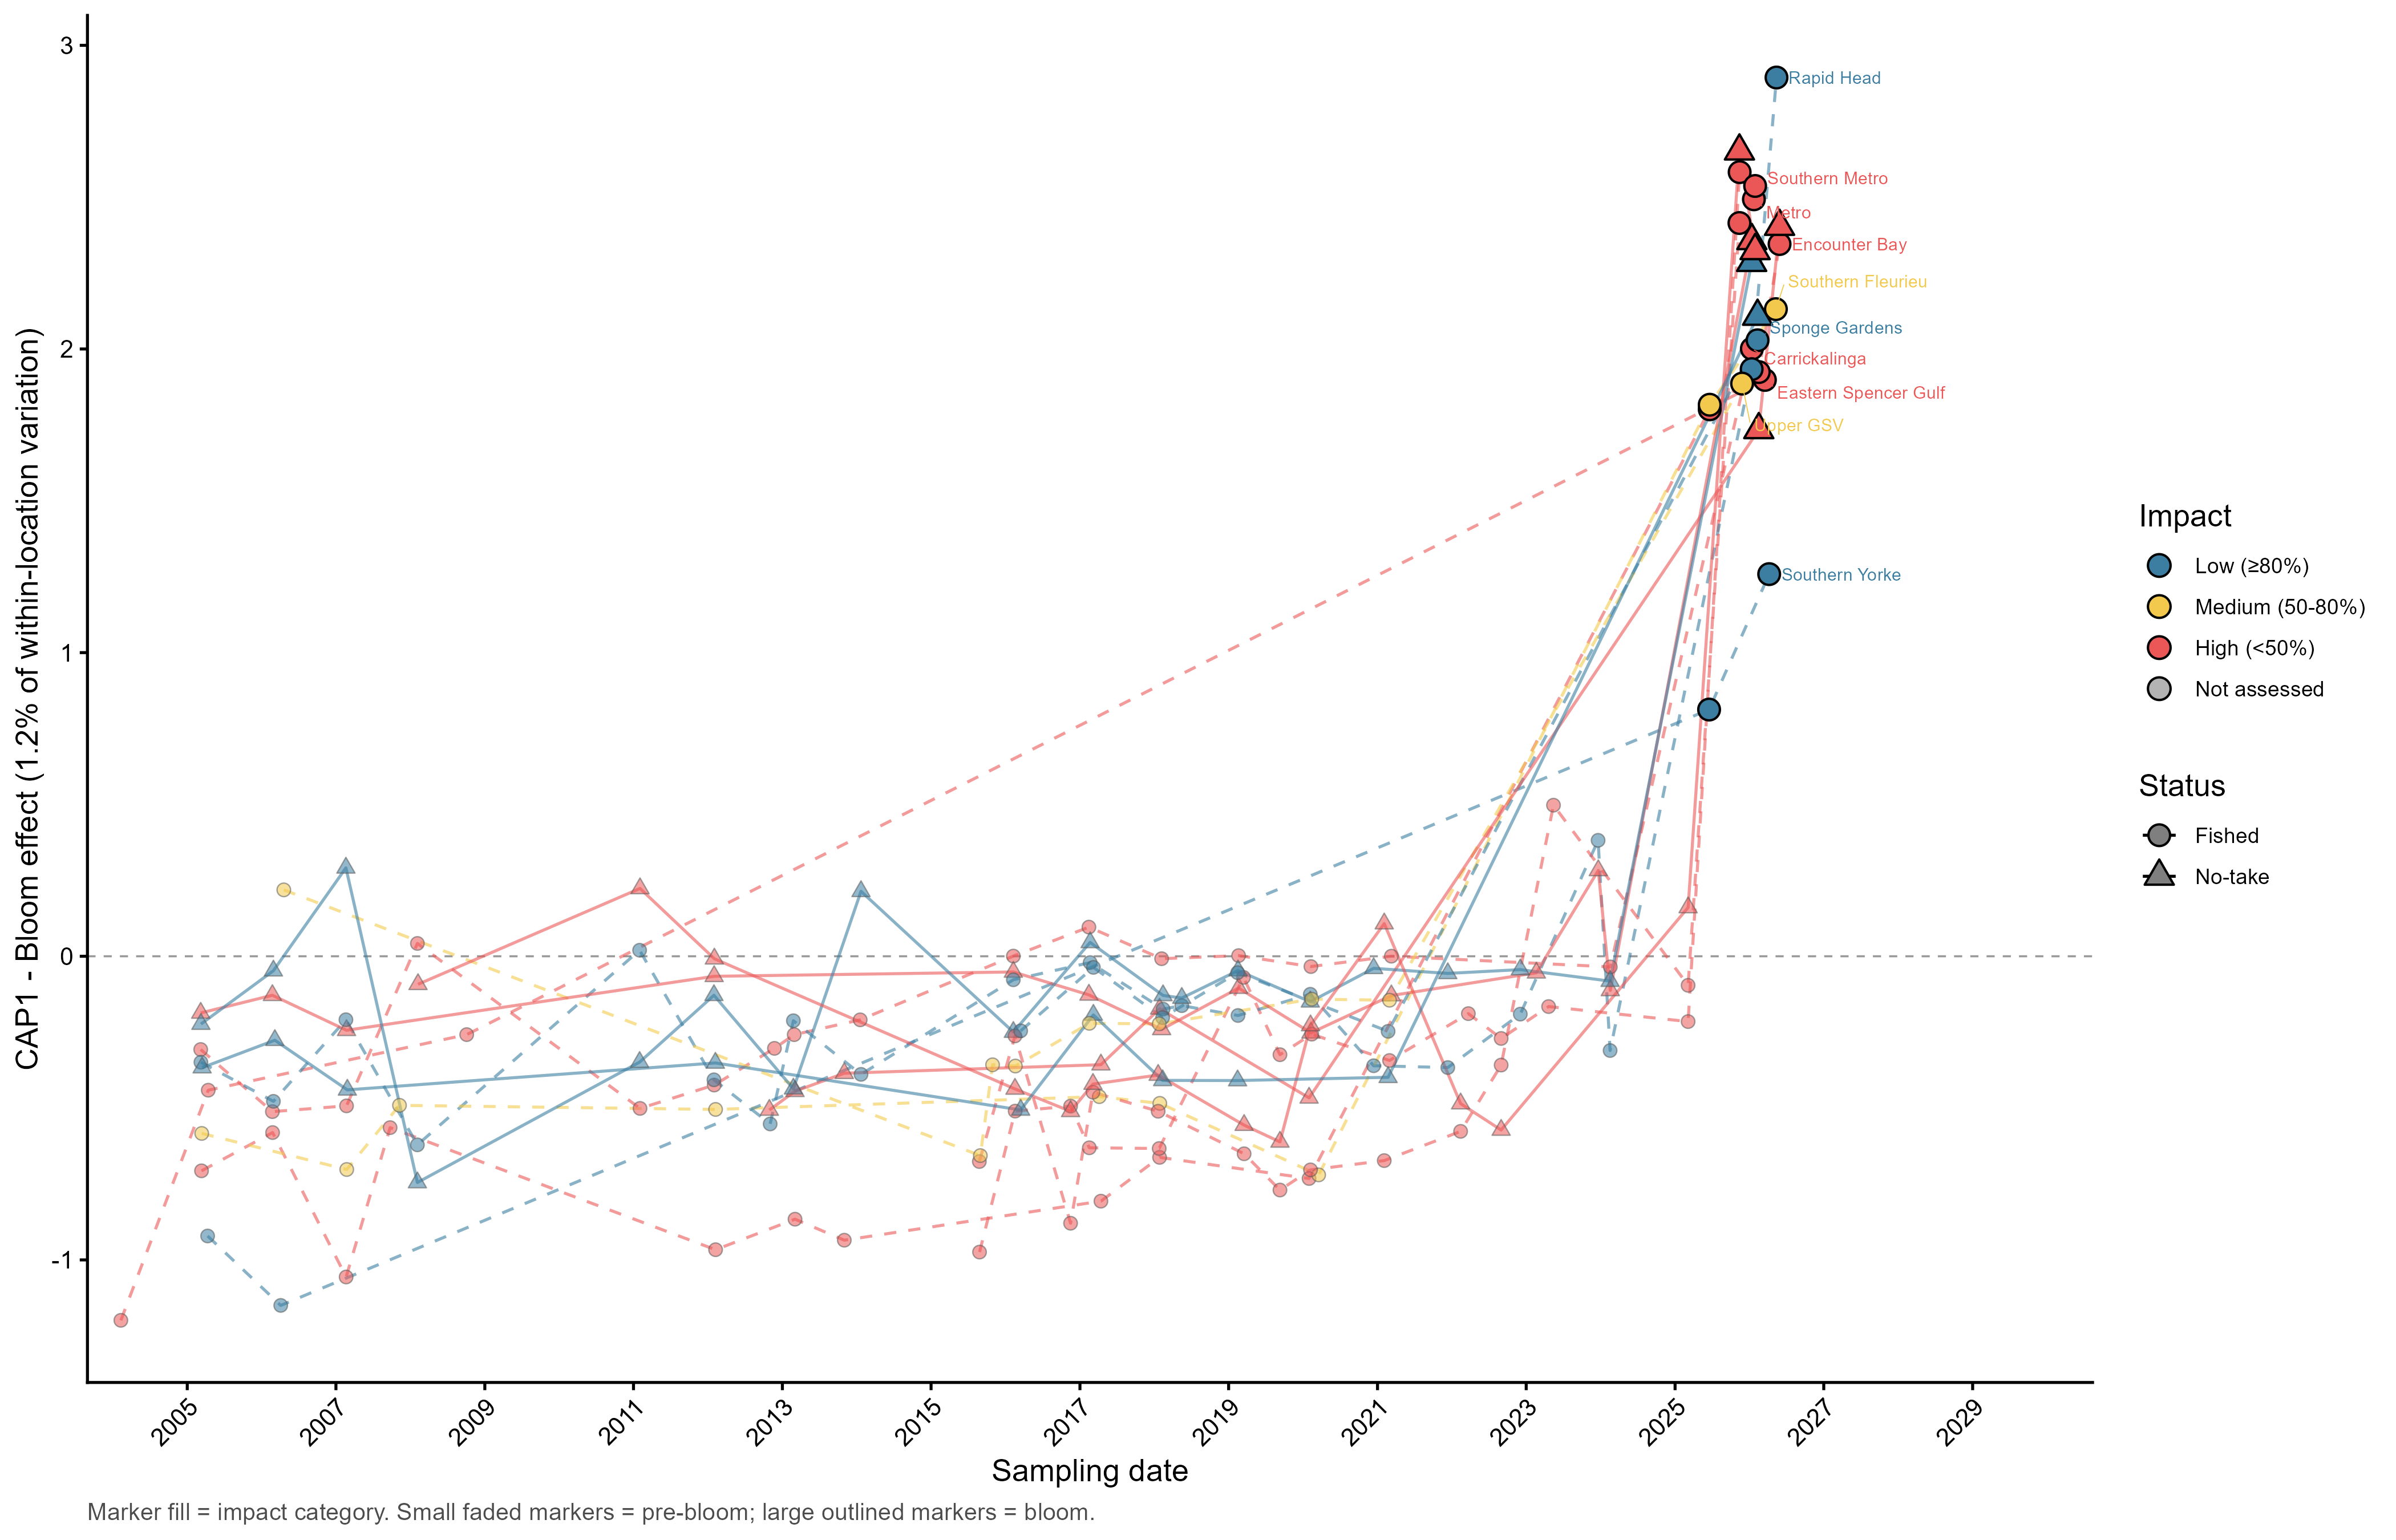 CAP1 - Bloom effect (1.2% of within-location variation)
3
2
1
0
-1
Rapid Head
Southern Metro
Metro
Encounter Bay
Southern Fleurieu
Sponge Gardens
Carrickalinga
Eastern Spencer Gulf
Upper GSV
Southern Yorke
Impact
Low (≥80%)
Medium (50-80%)
High (<50%)
Not assessed
Status
Fished
No-take
2005
2007
2009
2011
2013
2015
2017
2019
2021
2023
2025
2027
2029
Sampling date
Marker fill = impact category. Small faded markers = pre-bloom; large outlined markers = bloom.